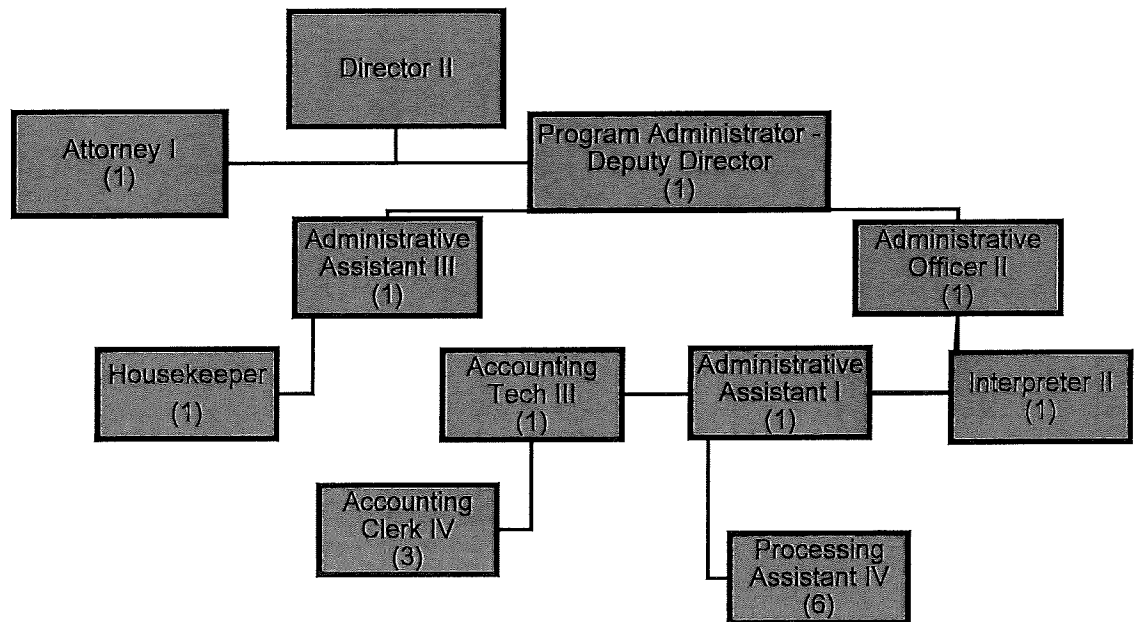 Director II
Attorney I
(1)
Program Administrator -
Deputy Director
(1)
Administrative
Assistant III
(1)
Administrative
Officer II
(1)
Housekeeper
(1)
Accounting
Tech III
(1)
Administrative
Assistant I
(1)
Interpreter II
(1)
Accounting
Clerk IV
(3)
Processing
Assistant IV
(6)